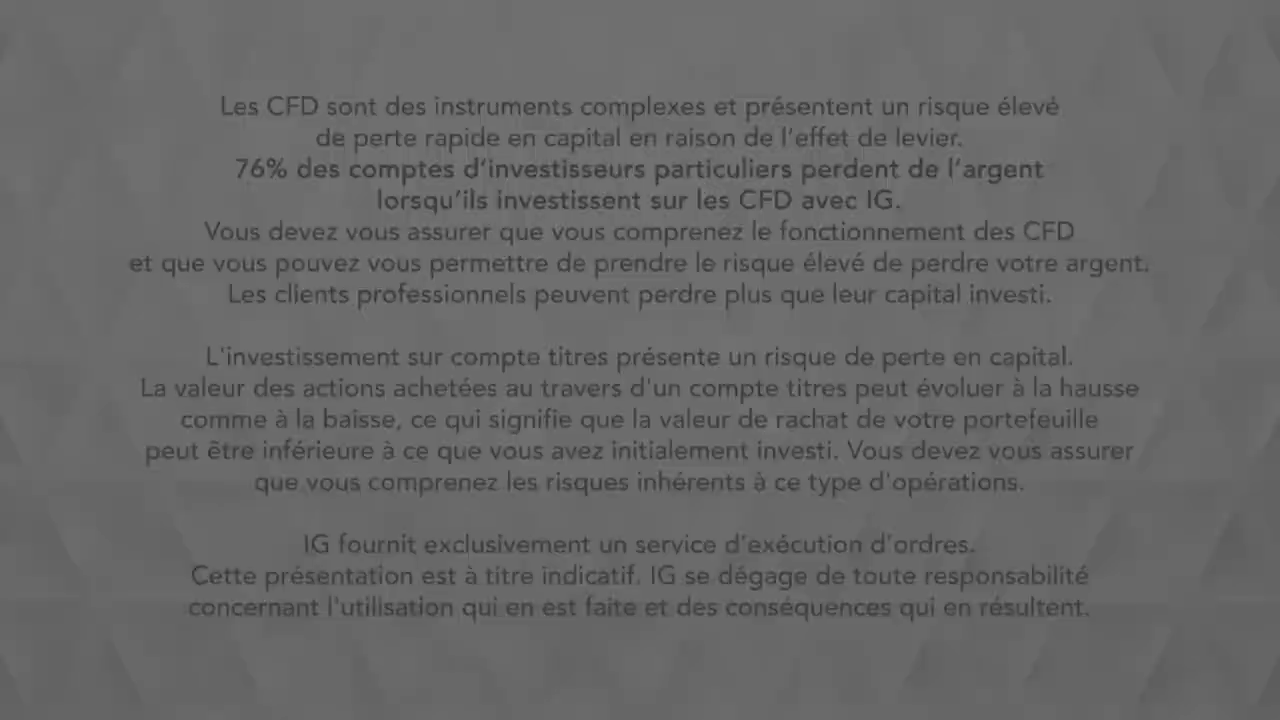 Les CFD sont des instruments complexes et présentent un risque élevé
de perte rapide en capital en raison de l'effet de levier.
76% des comptes d'investisseurs particuliers perdent de l'argent
lorsqu'ils investissent sur les CFD avec IG.
Vous devez vous assurer que vous comprenez le fonctionnement des CFD
et que vous pouvez vous permettre de prendre le risque élevé de perdre votre argent.
Les clients professionnels peuvent perdre plus que leur capital investi.
L'investissement sur compte titres présente un risque de perte en capital.
La valeur des actions achetées au travers d'un compte titres peut évoluer à la hausse
comme à la baisse, ce qui signifie que la valeur de rachat de votre portefeuille
peut être inférieure à ce que vous avez initialement investi. Vous devez vous assurer
que vous comprenez les risques inhérents à ce type d'opérations.
IG fournit exclusivement un service d'exécution d'ordres.
Cette présentation est à titre indicatif. IG se dégage de toute responsabilité
concernant l'utilisation qui en est faite et des conséquences qui en résultent.